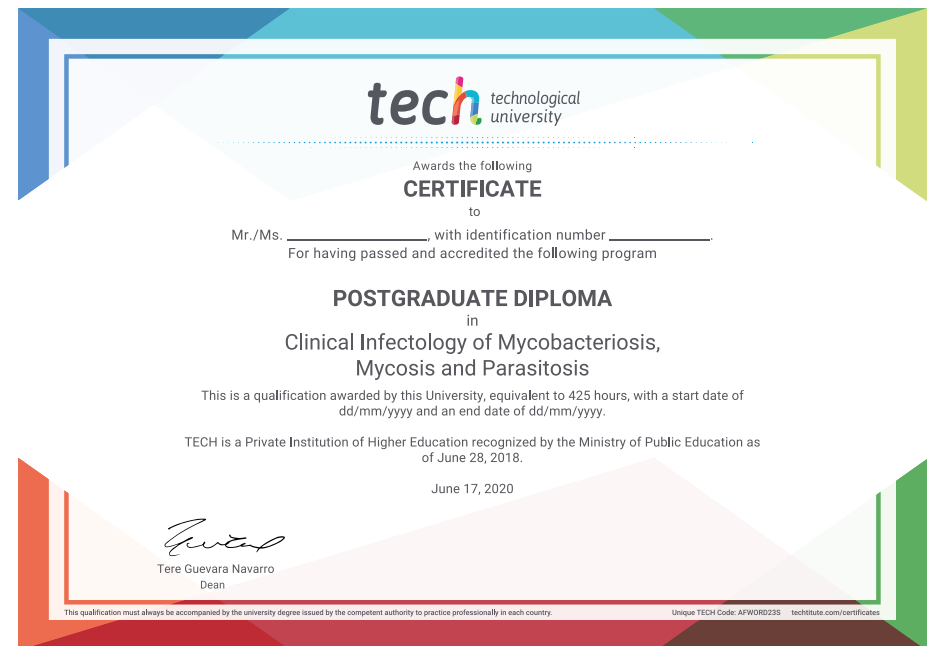 tech technological
university
Awards the following
CERTIFICATE
to
Mr./Ms. ____________________, with identification number ______________.
For having passed and accredited the following program
POSTGRADUATE DIPLOMA
in
Clinical Infectology of Mycobacteriosis,
Mycosis and Parasitosis
This is a qualification awarded by this University, equivalent to 425 hours, with a start date of
dd/mm/yyyy and an end date of dd/mm/yyyy.
TECH is a Private Institution of Higher Education recognized by the Ministry of Public Education as
of June 28, 2018.
June 17, 2020
Tere Guevara Navarro
Dean
This qualification must always be accompanied by the university degree issued by the competent authority to practice professionally in each country.
Unique TECH Code: AFWORD23S techtitute.com/certificates